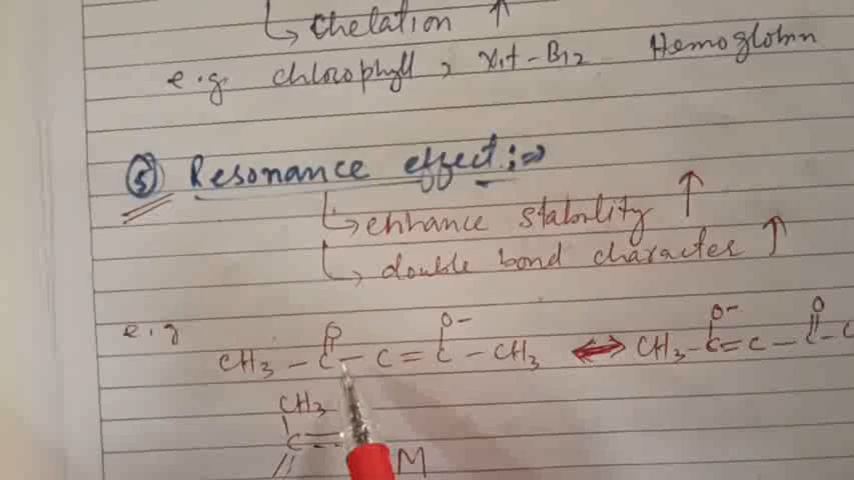 ↳ chelation ↑
e.g. chlorophyll, Vit-B12 Hemoglobin
⑤ Resonance effect :⇒
↳ enhance stability ↑
↳ double bond character ↑
e.g
O O- O- O
CH3 - C - C = C - CH3 ↔ CH3 - C = C - C - C
CH3
C
M